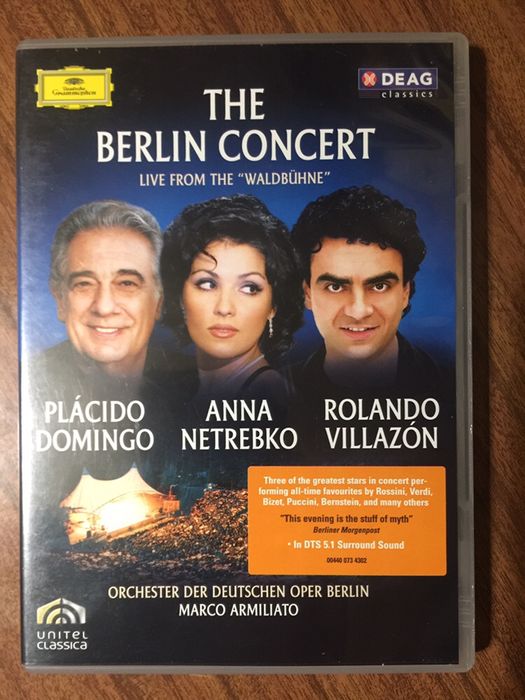 Deutsche
Grammophon
DEAG
classics
THE
BERLIN CONCERT
LIVE FROM THE "WALDBÜHNE"
PLÁCIDO
DOMINGO
ANNA
NETREBKO
ROLANDO
VILLAZÓN
Three of the greatest stars in concert per-
forming all-time favourites by Rossini, Verdi,
Bizet, Puccini, Bernstein, and many others
"This evening is the stuff of myth"
Berliner Morgenpost
• In DTS 5.1 Surround Sound
00440 073 4302
ORCHESTER DER DEUTSCHEN OPER BERLIN
MARCO ARMILIATO
UNITEL
CLASSICA